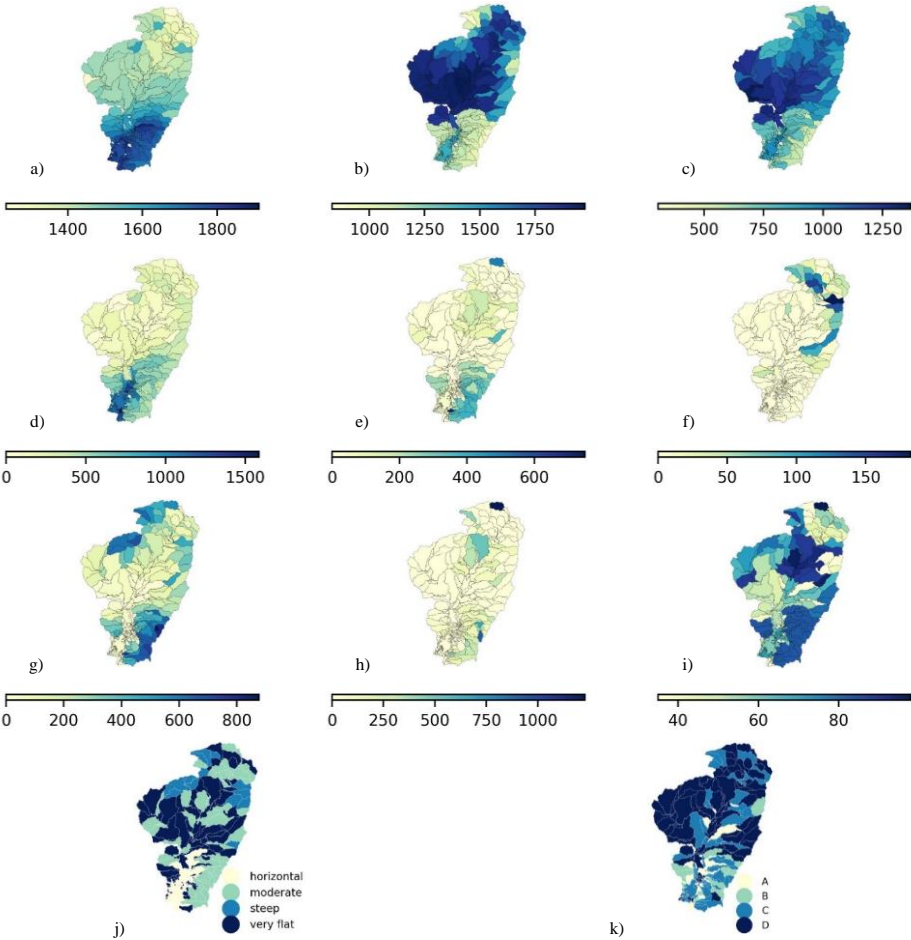 a) b) c)
1400 1600 1800 1000 1250 1500 1750 500 750 1000 1250
d) e) f)
0 500 1000 1500 0 200 400 600 0 50 100 150
g) h) i)
0 200 400 600 800 0 250 500 750 1000 40 60 80
horizontal
moderate
steep
very flat
j)
A
B
C
D
k)